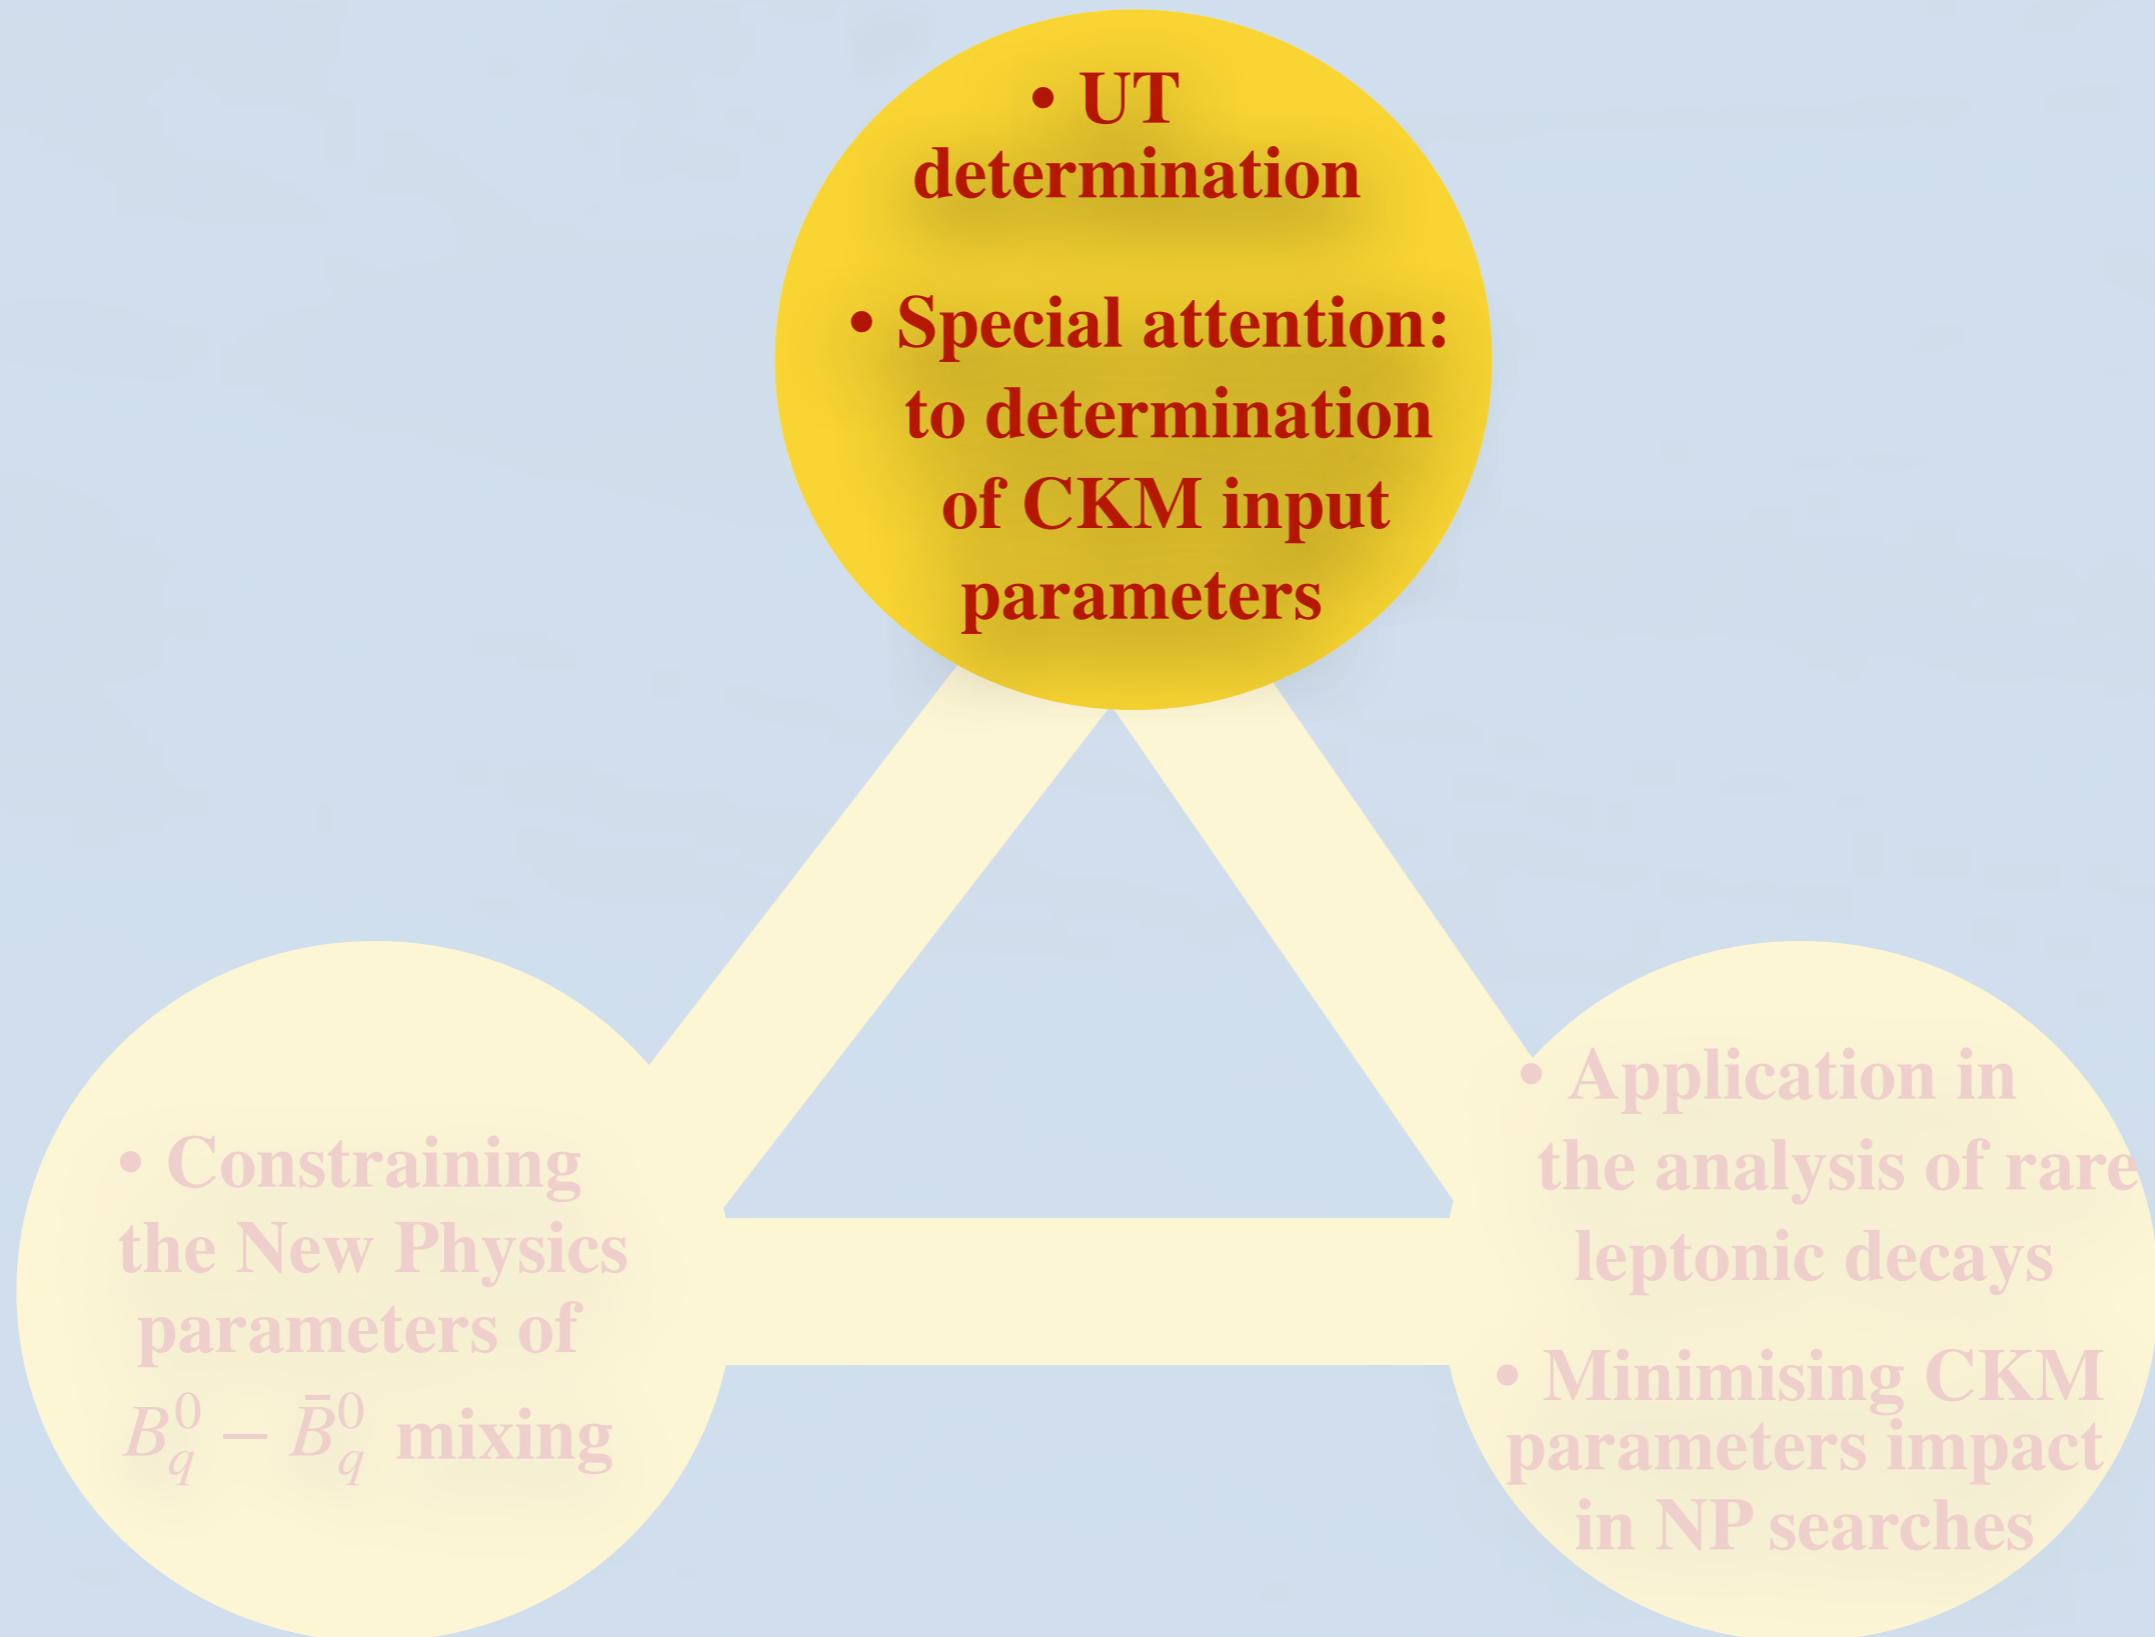 • UT
determination
• Special attention:
to determination
of CKM input
parameters
• Constraining
the New Physics
parameters of
$B_q^0 - \bar{B}_q^0$ mixing
• Application in
the analysis of rare
leptonic decays
• Minimising CKM
parameters impact
in NP searches